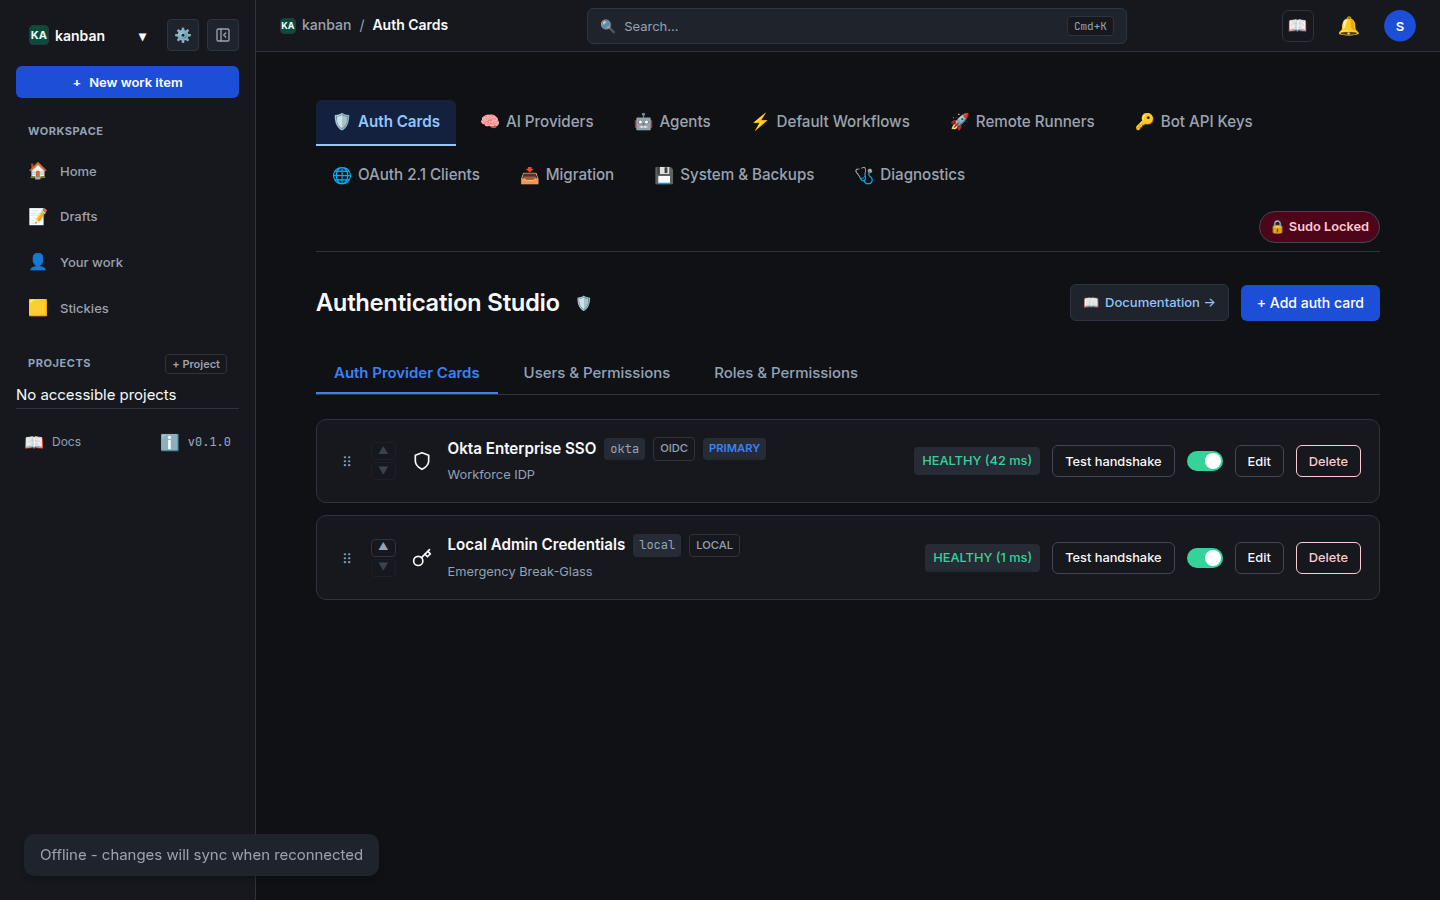 KA kanban
+ New work item
WORKSPACE
Home
Drafts
Your work
Stickies
PROJECTS
+ Project
No accessible projects
Docs
v0.1.0
KA kanban / Auth Cards
Search...
Cmd+K
S
Auth Cards
AI Providers
Agents
Default Workflows
Remote Runners
Bot API Keys
OAuth 2.1 Clients
Migration
System & Backups
Diagnostics
Sudo Locked
Authentication Studio
Documentation →
+ Add auth card
Auth Provider Cards
Users & Permissions
Roles & Permissions
Okta Enterprise SSO okta OIDC PRIMARY
Workforce IDP
HEALTHY (42 ms)
Test handshake
Edit
Delete
Local Admin Credentials local LOCAL
Emergency Break-Glass
HEALTHY (1 ms)
Test handshake
Edit
Delete
Offline - changes will sync when reconnected